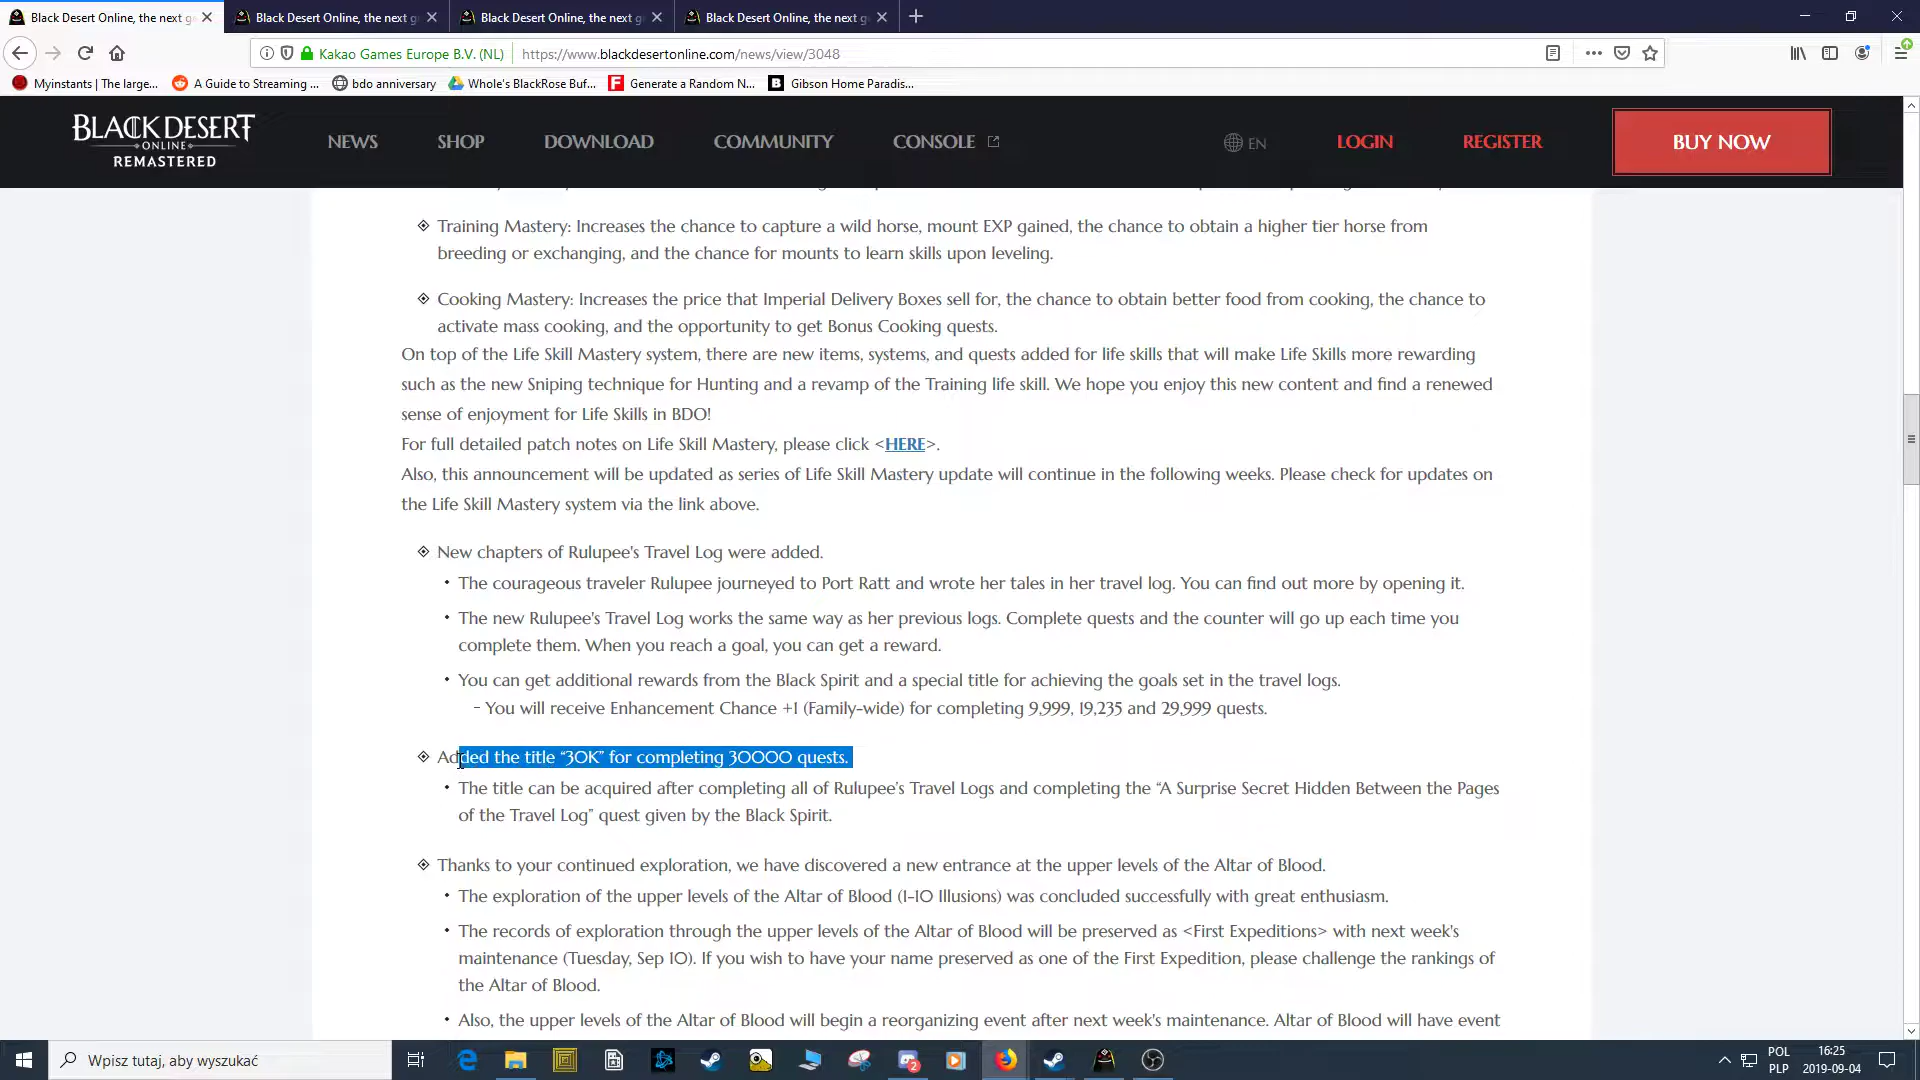 Black Desert Online, the next g
Black Desert Online, the next g
Black Desert Online, the next g
Black Desert Online, the next g
Kakao Games Europe B.V. (NL)
https://www.blackdesertonline.com/news/view/3048
Myinstants | The large...
A Guide to Streaming ...
bdo anniversary
Whole's BlackRose Buf...
Generate a Random N...
Gibson Home Paradis...
BLACK DESERT
ONLINE
REMASTERED
NEWS
SHOP
DOWNLOAD
COMMUNITY
CONSOLE
EN
LOGIN
REGISTER
BUY NOW
Training Mastery: Increases the chance to capture a wild horse, mount EXP gained, the chance to obtain a higher tier horse from
breeding or exchanging, and the chance for mounts to learn skills upon leveling.
Cooking Mastery: Increases the price that Imperial Delivery Boxes sell for, the chance to obtain better food from cooking, the chance to
activate mass cooking, and the opportunity to get Bonus Cooking quests.
On top of the Life Skill Mastery system, there are new items, systems, and quests added for life skills that will make Life Skills more rewarding
such as the new Sniping technique for Hunting and a revamp of the Training life skill. We hope you enjoy this new content and find a renewed
sense of enjoyment for Life Skills in BDO!
For full detailed patch notes on Life Skill Mastery, please click <HERE>.
Also, this announcement will be updated as series of Life Skill Mastery update will continue in the following weeks. Please check for updates on
the Life Skill Mastery system via the link above.
New chapters of Rulupee's Travel Log were added.
• The courageous traveler Rulupee journeyed to Port Ratt and wrote her tales in her travel log. You can find out more by opening it.
• The new Rulupee's Travel Log works the same way as her previous logs. Complete quests and the counter will go up each time you
complete them. When you reach a goal, you can get a reward.
• You can get additional rewards from the Black Spirit and a special title for achieving the goals set in the travel logs.
- You will receive Enhancement Chance +1 (Family-wide) for completing 9,999, 19,235 and 29,999 quests.
Added the title “30K” for completing 30000 quests.
• The title can be acquired after completing all of Rulupee’s Travel Logs and completing the “A Surprise Secret Hidden Between the Pages
of the Travel Log” quest given by the Black Spirit.
Thanks to your continued exploration, we have discovered a new entrance at the upper levels of the Altar of Blood.
• The exploration of the upper levels of the Altar of Blood (1-10 Illusions) was concluded successfully with great enthusiasm.
• The records of exploration through the upper levels of the Altar of Blood will be preserved as <First Expeditions> with next week's
maintenance (Tuesday, Sep 10). If you wish to have your name preserved as one of the First Expedition, please challenge the rankings of
the Altar of Blood.
• Also, the upper levels of the Altar of Blood will begin a reorganizing event after next week's maintenance. Altar of Blood will have event
Wpisz tutaj, aby wyszukać
2
POL
PLP
16:25
2019-09-04